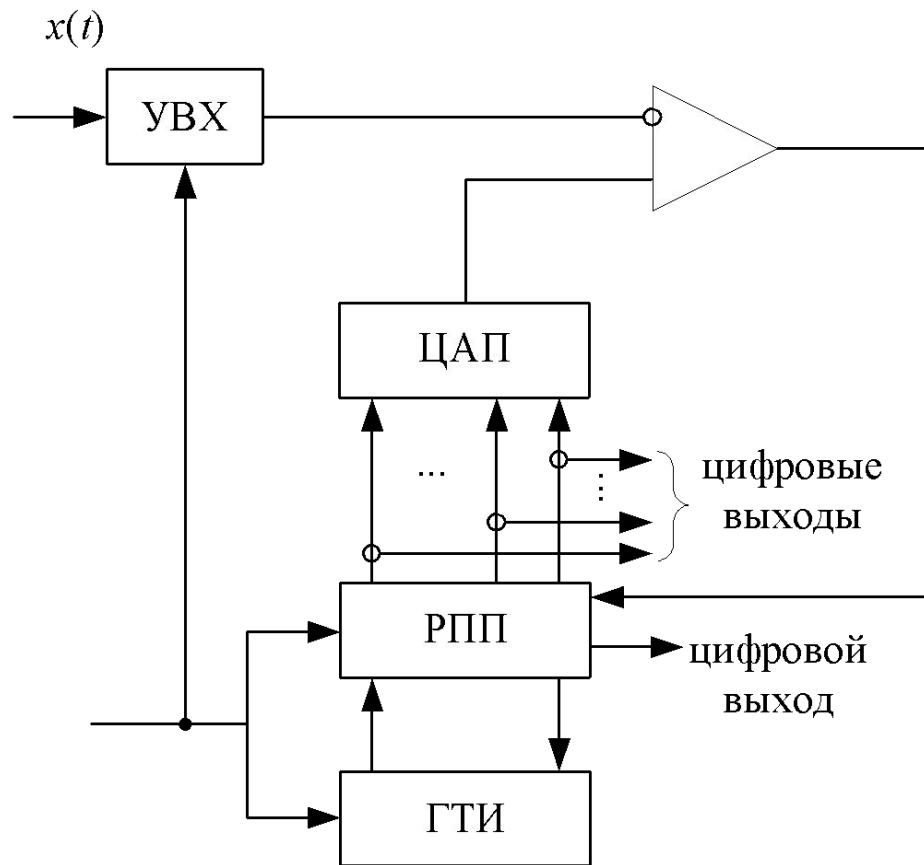 x(t)
УВХ
ЦАП
...
...
цифровые
выходы
РПП
цифровой
выход
ГТИ